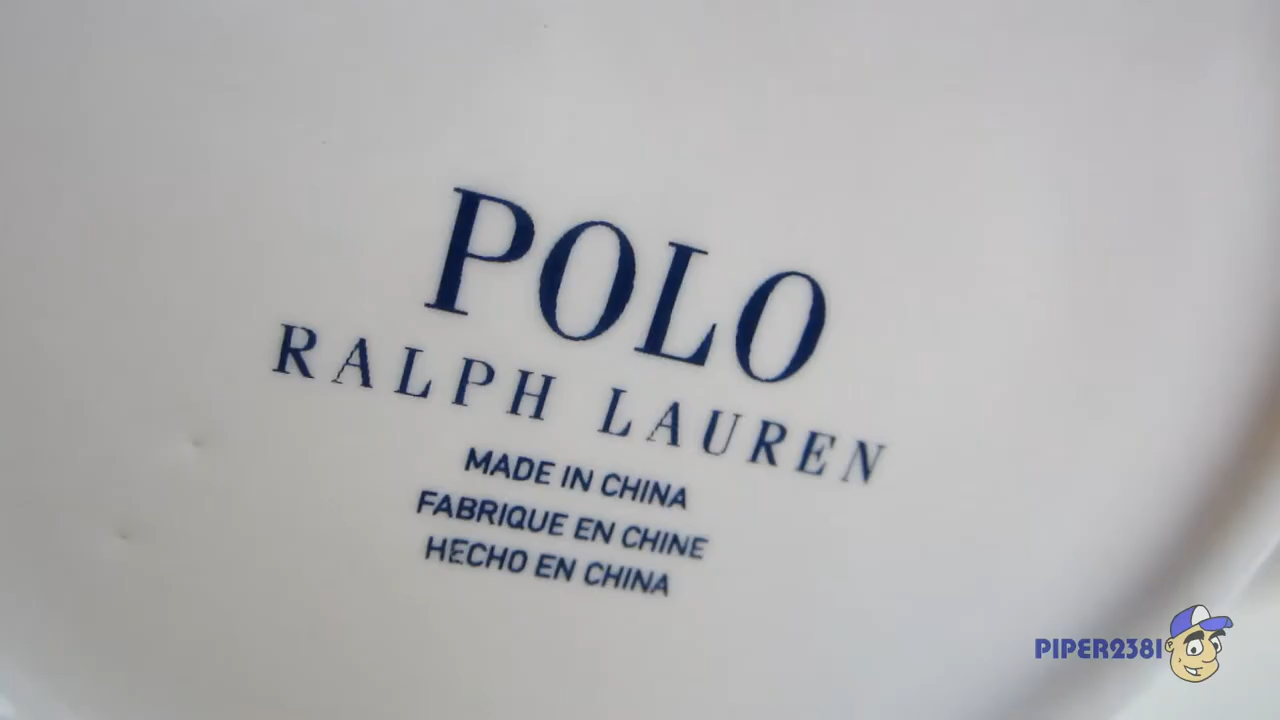 POLO
RALPH LAUREN
MADE IN CHINA
FABRIQUE EN CHINE
HECHO EN CHINA
PIPER2381